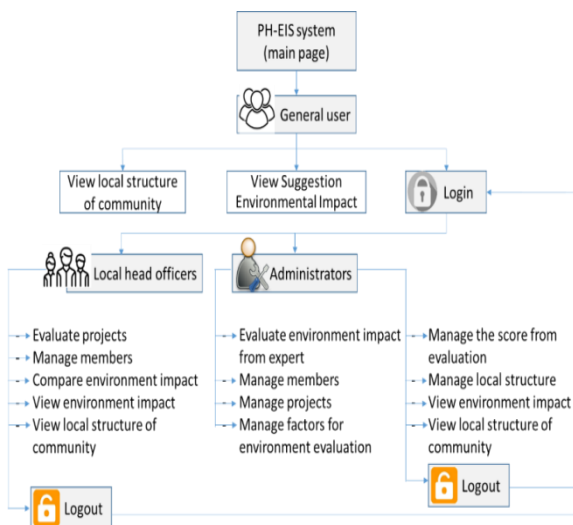 PH-EIS system
(main page)
General user
View local structure
of community
View Suggestion
Environmental Impact
Login
Local head officers
Administrators
Evaluate projects
Manage members
Compare environment impact
View environment impact
View local structure of
community
Evaluate environment impact
from expert
Manage members
Manage projects
Manage factors for
environment evaluation
Manage the score from
evaluation
Manage local structure
View environment impact
View local structure of
community
Logout
Logout